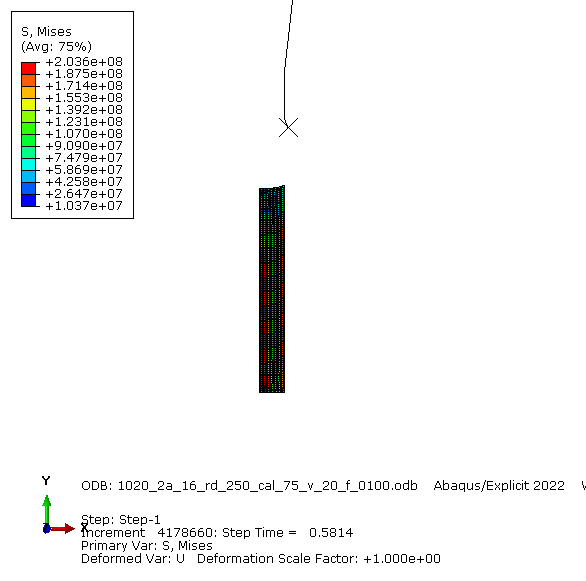 S, Mises
(Avg: 75%)
+2.036e+08
+1.875e+08
+1.714e+08
+1.553e+08
+1.392e+08
+1.231e+08
+1.070e+08
+9.090e+07
+7.479e+07
+5.869e+07
+4.258e+07
+2.647e+07
+1.037e+07
Y
ODB: 1020_2a_16_rd_250_cal_75_v_20_f_0100.odb Abaqus/Explicit 2022
X
Step: Step-1
Increment 4178660: Step Time = 0.5814
Primary Var: S, Mises
Deformed Var: U Deformation Scale Factor: +1.000e+00